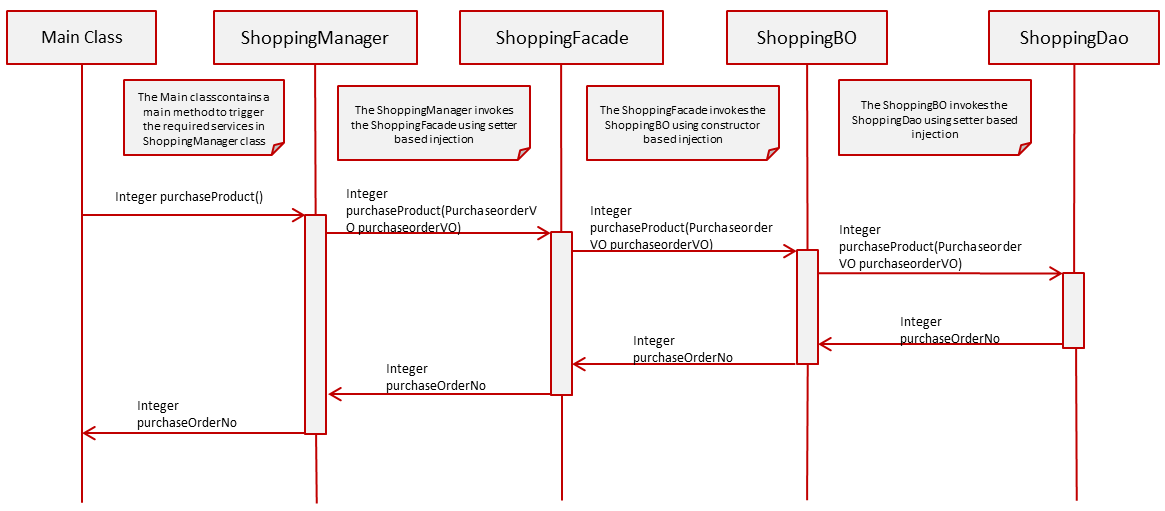 Main Class
ShoppingManager
ShoppingFacade
ShoppingBO
ShoppingDao
The Main classcontains a
main method to trigger
the required services in
ShoppingManager class
The ShoppingManager invokes
the ShoppingFacade using setter
based injection
The ShoppingFacade invokes the
ShoppingBO using constructor
based injection
The ShoppingBO invokes the
ShoppingDao using setter based
injection
Integer purchaseProduct()
Integer
purchaseProduct(PurchaseorderV
O purchaseorderVO)
Integer
purchaseProduct(Purchaseorder
VO purchaseorderVO)
Integer
purchaseProduct(Purchaseorder
VO purchaseorderVO)
Integer
purchaseOrderNo
Integer
purchaseOrderNo
Integer
purchaseOrderNo
Integer
purchaseOrderNo